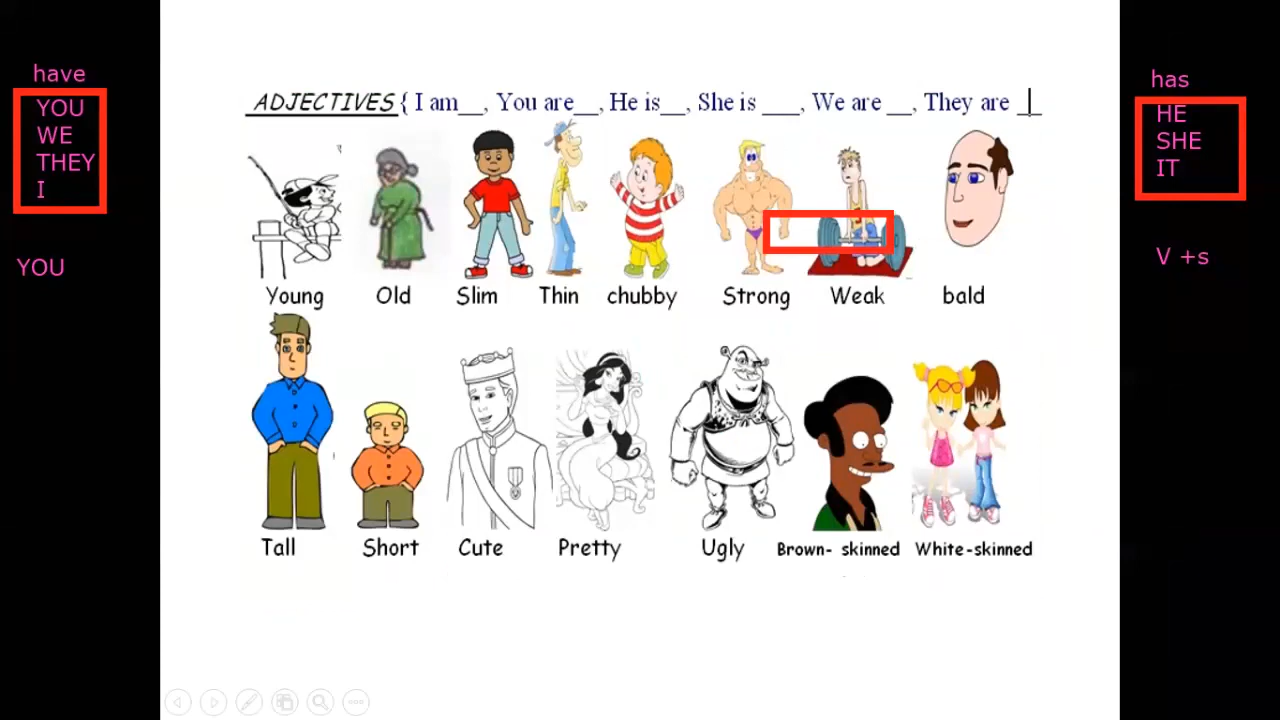 have
YOU
WE
THEY
I
YOU
ADJECTIVES { I am__, You are__, He is__, She is ___, We are __, They are __
Young Old Slim Thin chubby Strong Weak bald
Tall Short Cute Pretty Ugly Brown- skinned White-skinned
has
HE
SHE
IT
V +s